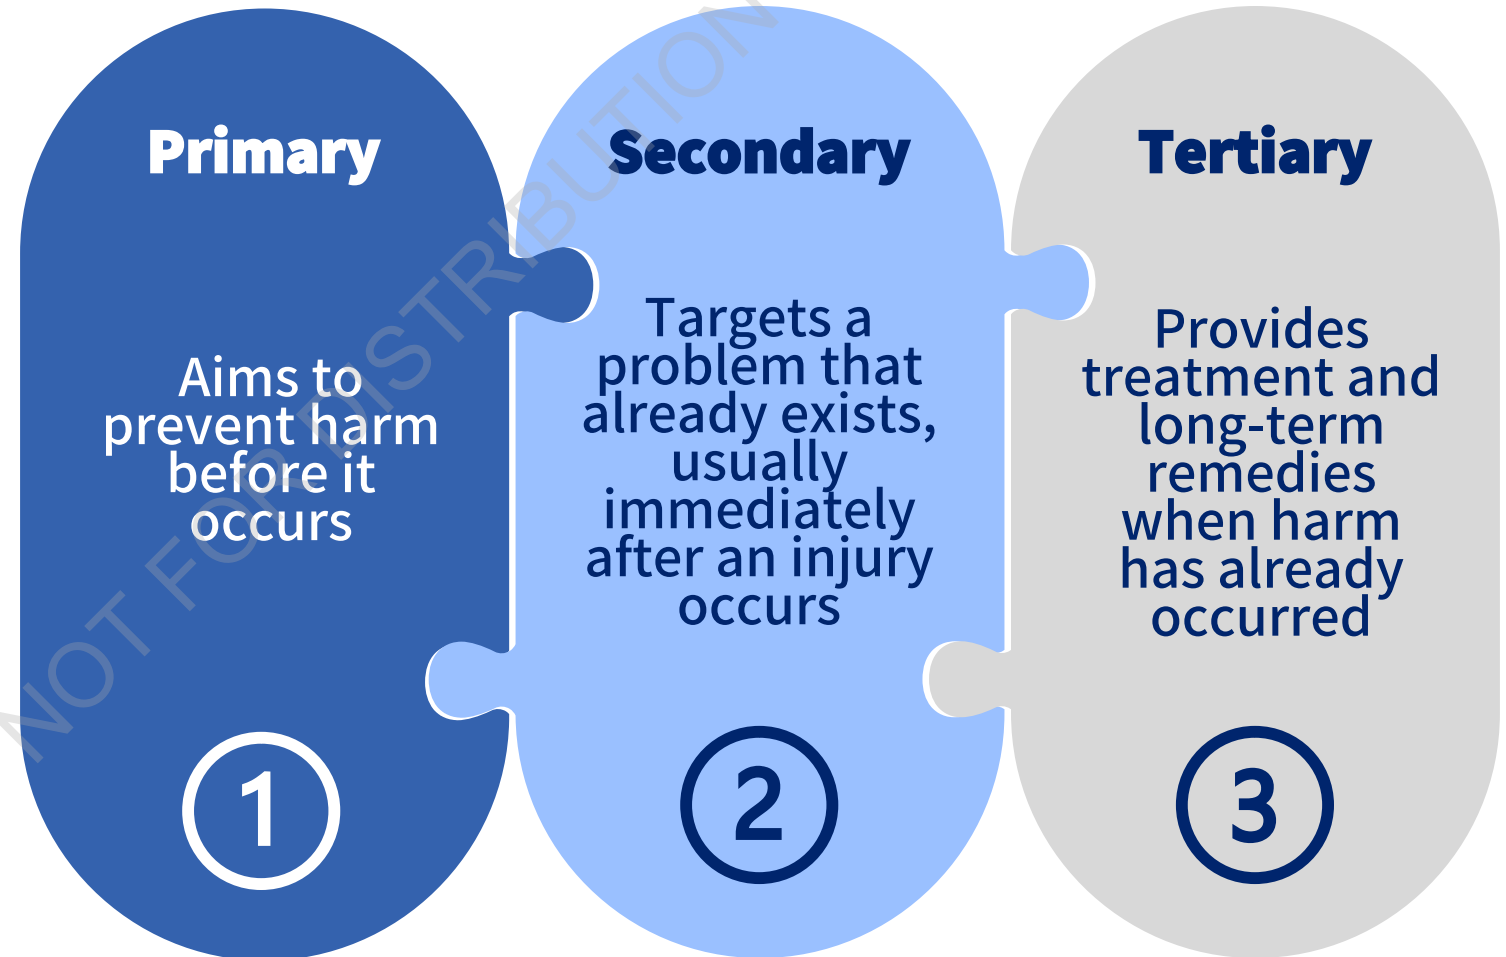 Primary
Aims to
prevent harm
before it
occurs
1
Secondary
Targets a
problem that
already exists,
usually
immediately
after an injury
occurs
2
Tertiary
Provides
treatment and
long-term
remedies
when harm
has already
occurred
3
NOT FOR DISTRIBUTION